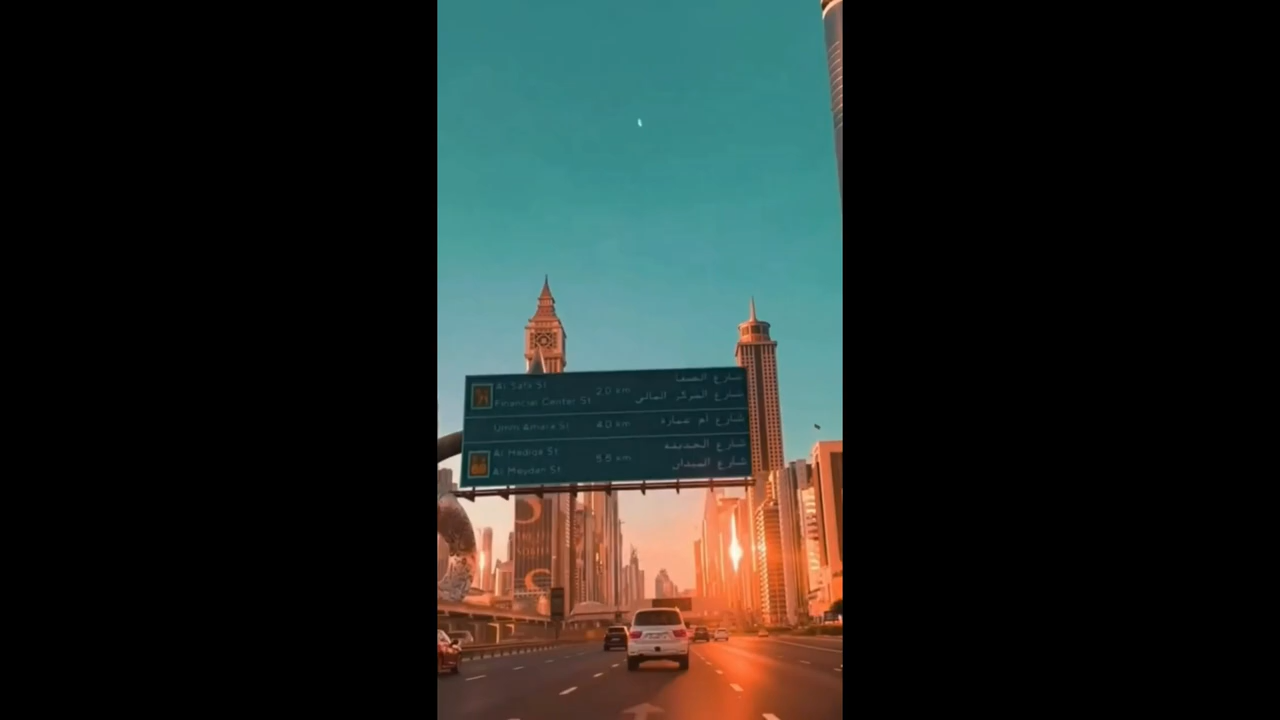 Al Safa St
شارع الصفا
Financial Center St
2.0 km
شارع المركز المالي
Umm Amara St
4.0 km
شارع أم عمارة
Al Hadiqa St
شارع الحديقة
5.5 km
Al Meydan St
شارع الميدان